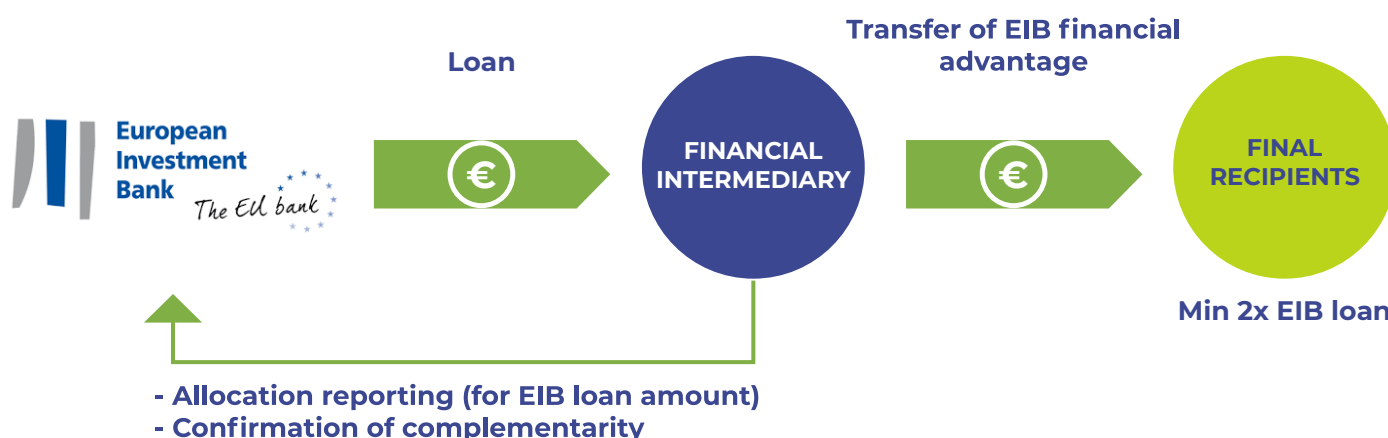 Loan
Transfer of EIB financial
advantage
European
Investment
Bank
The EU bank
€
FINANCIAL
INTERMEDIARY
€
FINAL
RECIPIENTS
Min 2x EIB loan
- Allocation reporting (for EIB loan amount)
- Confirmation of complementarity